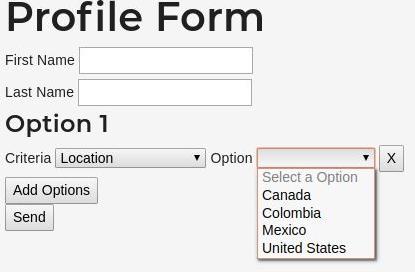 Profile Form
First Name
Last Name
Option 1
Criteria Location Option X
Select a Option
Canada
Colombia
Mexico
United States
Add Options
Send